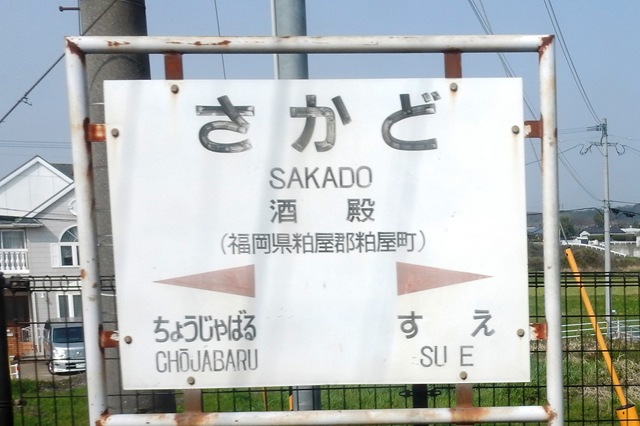 さかど
SAKADO
酒殿
(福岡県粕屋郡粕屋町)
ちょうじゃばる すえ
CHŌJABARU SUE